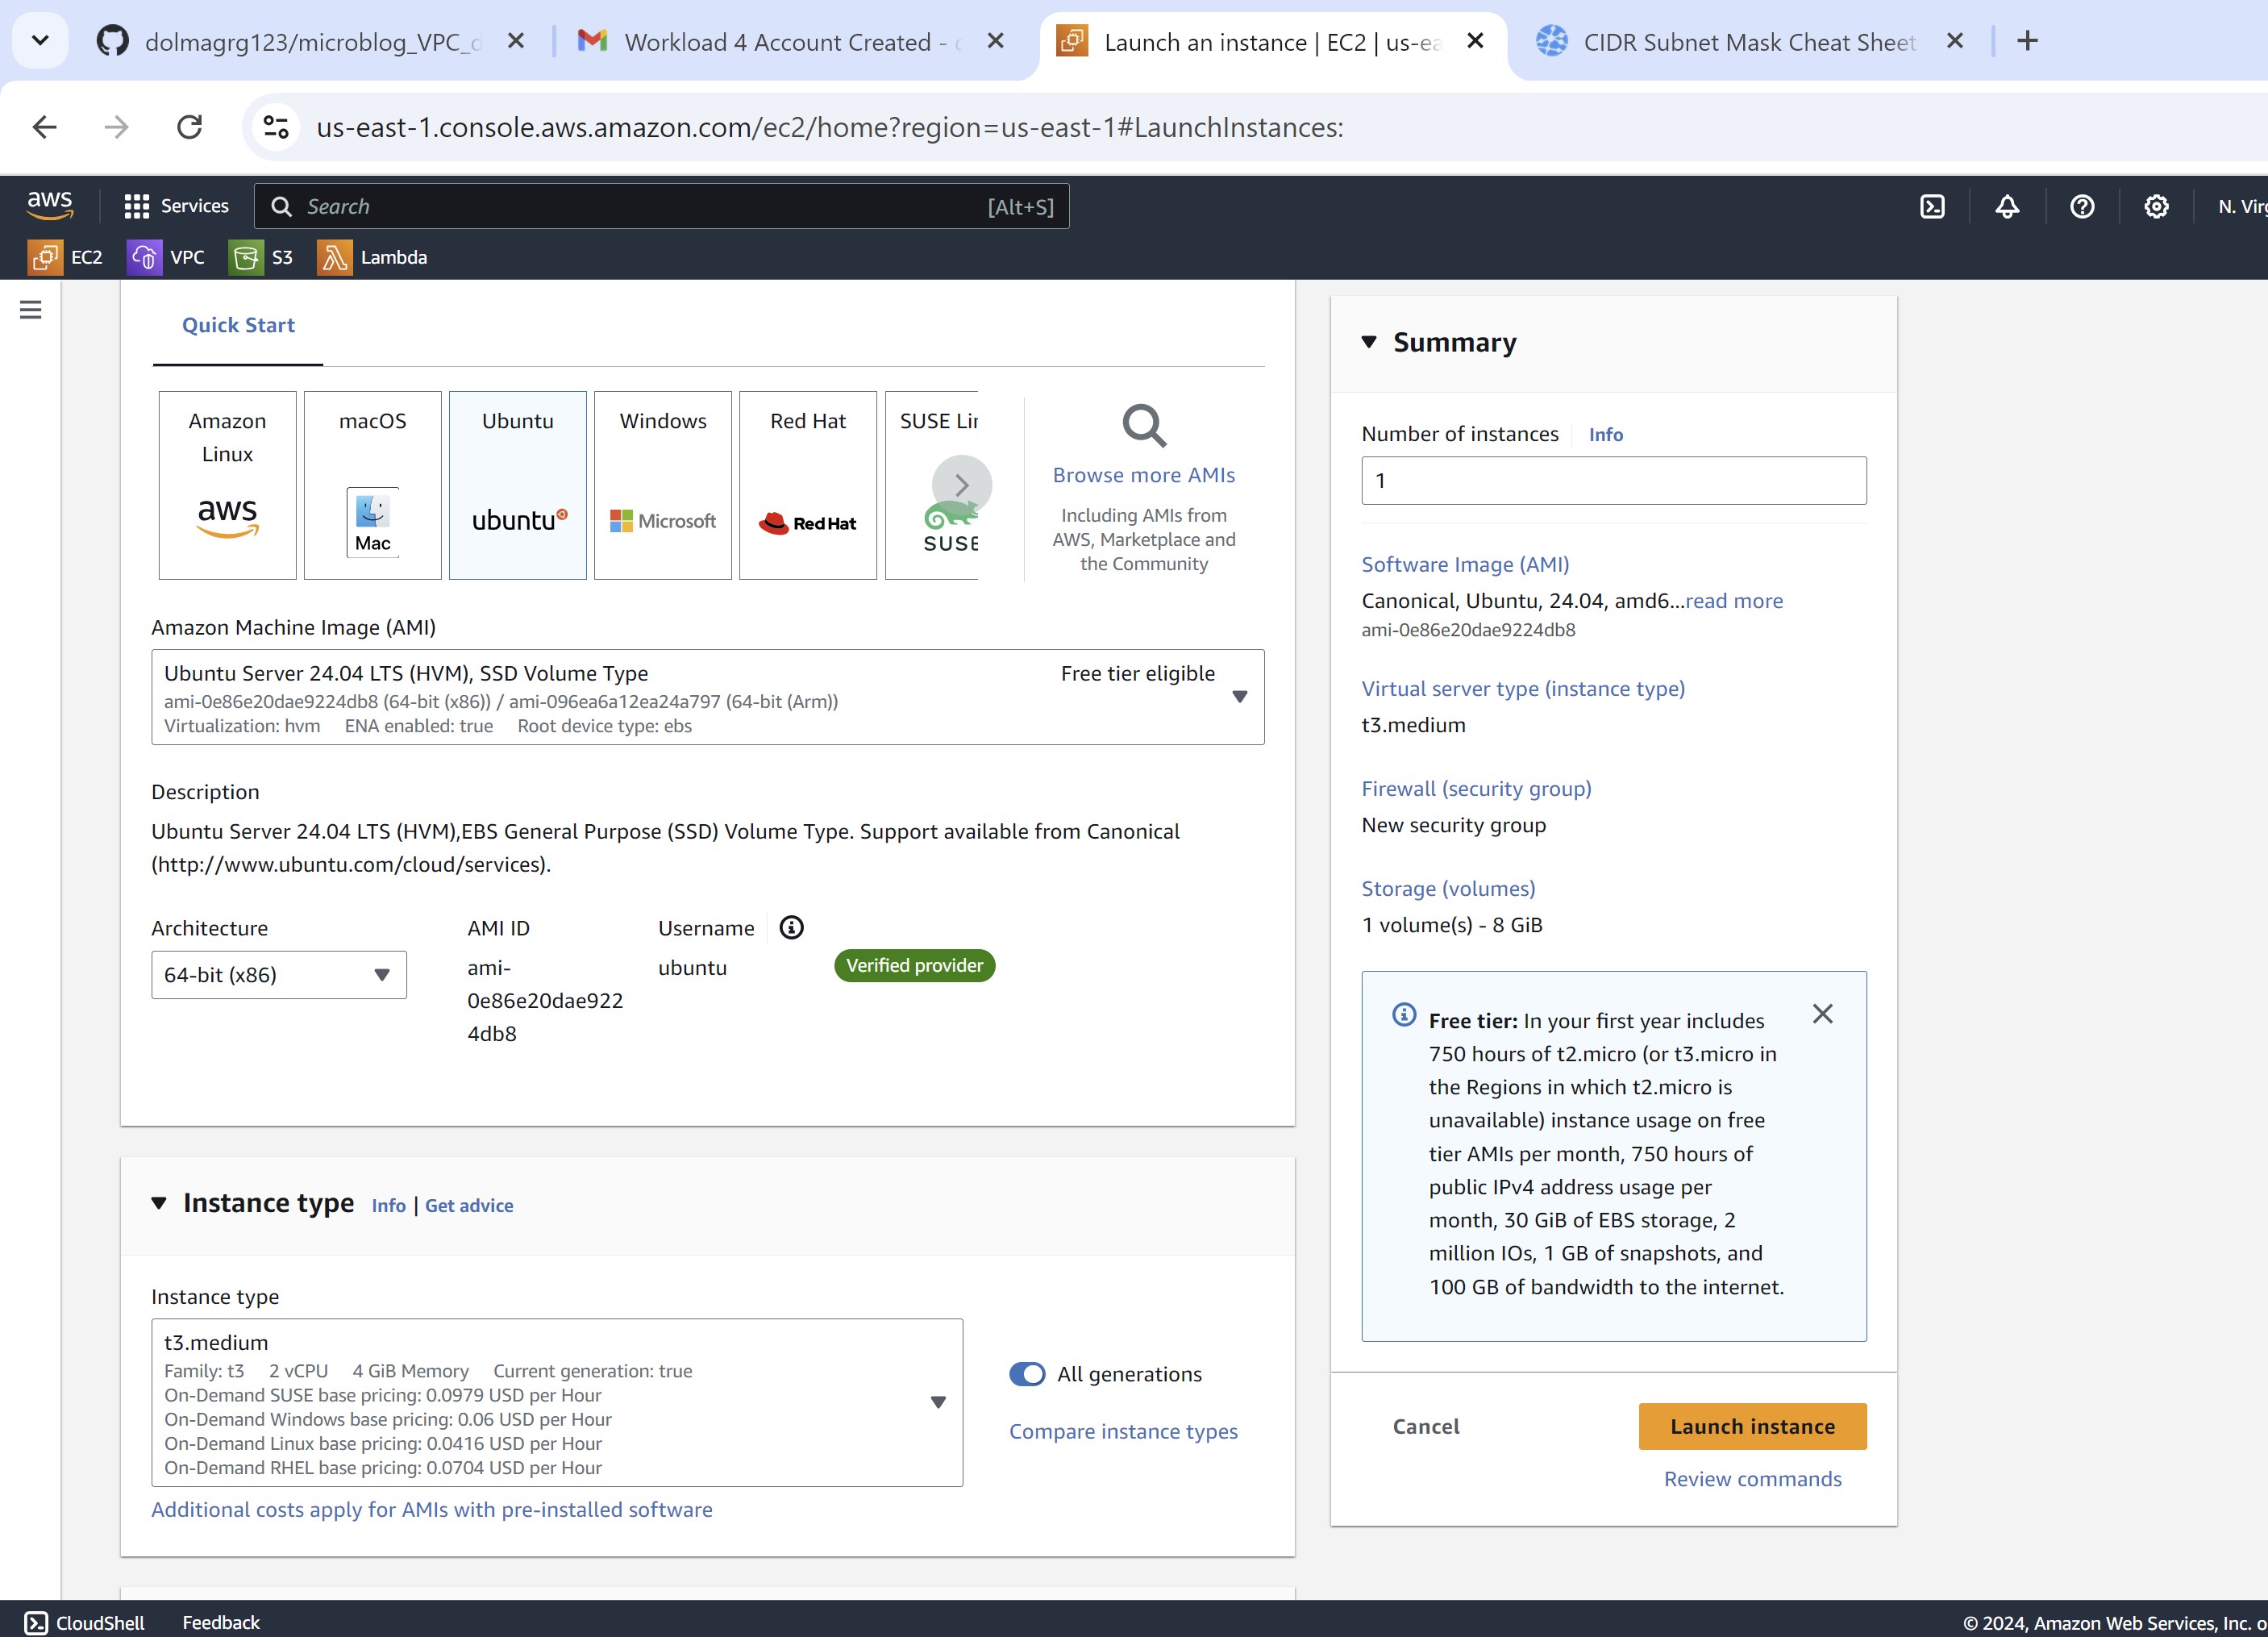 dolmagrg123/microblog_VPC_d
Workload 4 Account Created -
Launch an instance | EC2 | us-ea
CIDR Subnet Mask Cheat Sheet
us-east-1.console.aws.amazon.com/ec2/home?region=us-east-1#LaunchInstances:
aws
Services
Search
[Alt+S]
N. Virg
EC2
VPC
S3
Lambda
Quick Start
Amazon
Linux
aws
macOS
Mac
Ubuntu
ubuntu
Windows
Microsoft
Red Hat
RedHat
SUSE Lin
SUSE
Browse more AMIs
Including AMIs from
AWS, Marketplace and
the Community
Amazon Machine Image (AMI)
Ubuntu Server 24.04 LTS (HVM), SSD Volume Type
Free tier eligible
ami-0e86e20dae9224db8 (64-bit (x86)) / ami-096ea6a12ea24a797 (64-bit (Arm))
Virtualization: hvm ENA enabled: true Root device type: ebs
Description
Ubuntu Server 24.04 LTS (HVM),EBS General Purpose (SSD) Volume Type. Support available from Canonical
(http://www.ubuntu.com/cloud/services).
Architecture
64-bit (x86)
AMI ID
ami-
0e86e20dae922
4db8
Username
ubuntu
Verified provider
Instance type Info | Get advice
Instance type
t3.medium
Family: t3 2 vCPU 4 GiB Memory Current generation: true
On-Demand SUSE base pricing: 0.0979 USD per Hour
On-Demand Windows base pricing: 0.06 USD per Hour
On-Demand Linux base pricing: 0.0416 USD per Hour
On-Demand RHEL base pricing: 0.0704 USD per Hour
All generations
Compare instance types
Additional costs apply for AMIs with pre-installed software
Summary
Number of instances Info
1
Software Image (AMI)
Canonical, Ubuntu, 24.04, amd6...read more
ami-0e86e20dae9224db8
Virtual server type (instance type)
t3.medium
Firewall (security group)
New security group
Storage (volumes)
1 volume(s) - 8 GiB
Free tier: In your first year includes
750 hours of t2.micro (or t3.micro in
the Regions in which t2.micro is
unavailable) instance usage on free
tier AMIs per month, 750 hours of
public IPv4 address usage per
month, 30 GiB of EBS storage, 2
million IOs, 1 GB of snapshots, and
100 GB of bandwidth to the internet.
Cancel
Launch instance
Review commands
CloudShell
Feedback
© 2024, Amazon Web Services, Inc. o